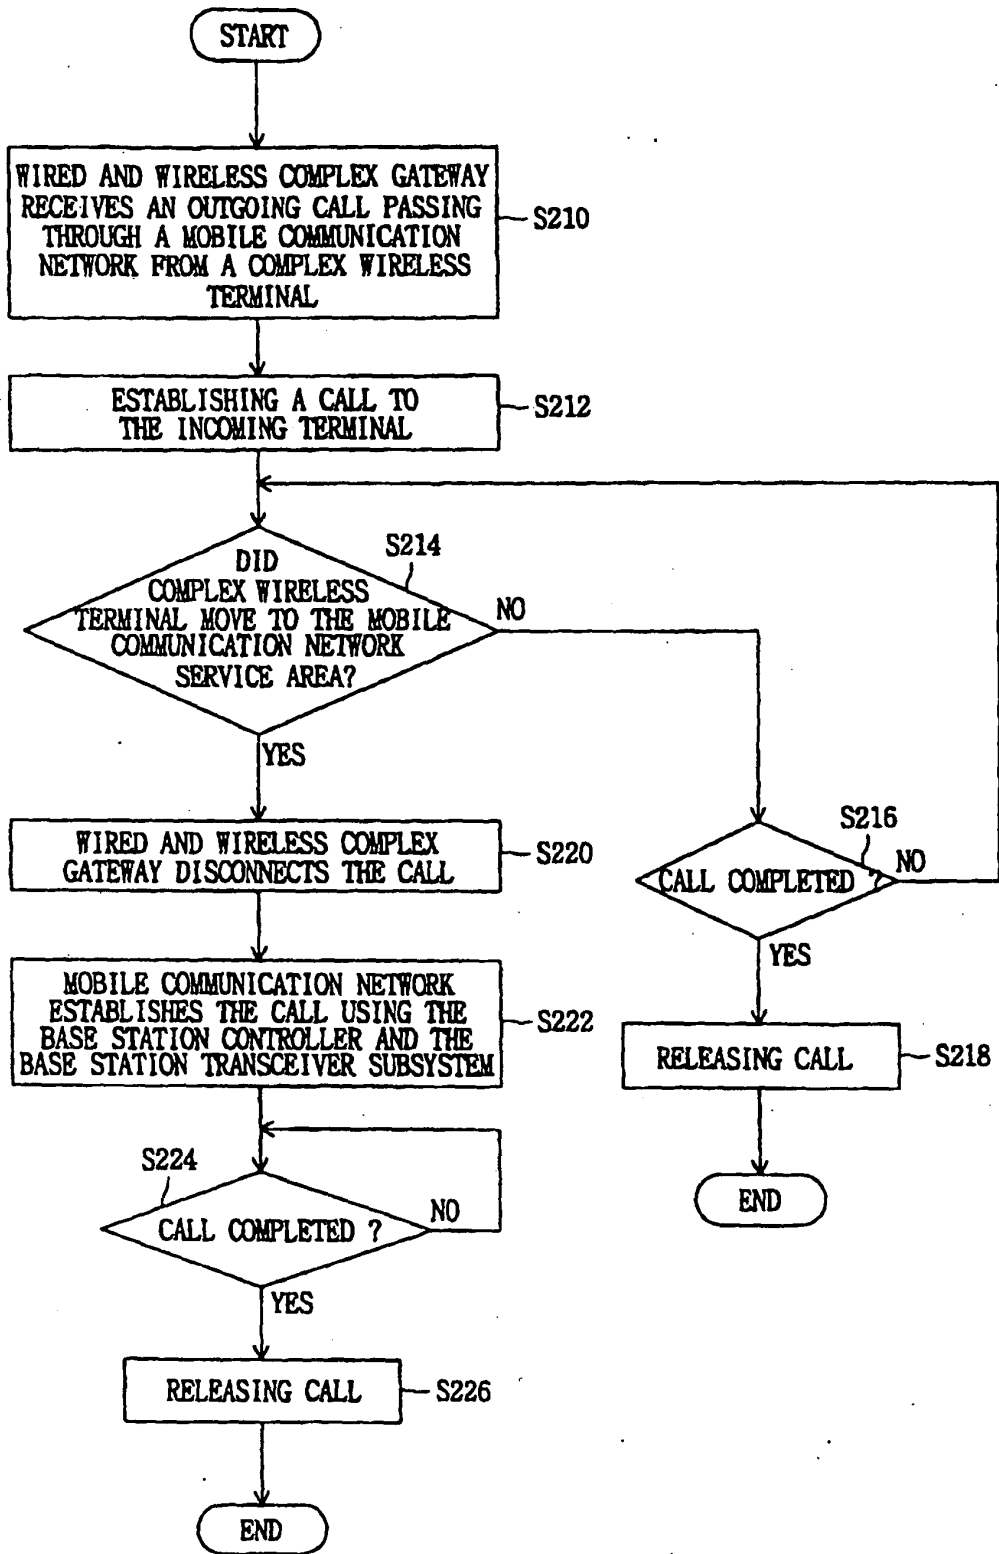 START
WIRED AND WIRELESS COMPLEX GATEWAY
RECEIVES AN OUTGOING CALL PASSING
THROUGH A MOBILE COMMUNICATION
NETWORK FROM A COMPLEX WIRELESS
TERMINAL
S210
ESTABLISHING A CALL TO
THE INCOMING TERMINAL
S212
S214
DID
COMPLEX WIRELESS
TERMINAL MOVE TO THE MOBILE
COMMUNICATION NETWORK
SERVICE AREA?
NO
YES
S216
CALL COMPLETED ?
NO
YES
RELEASING CALL
S218
END
WIRED AND WIRELESS COMPLEX
GATEWAY DISCONNECTS THE CALL
S220
MOBILE COMMUNICATION NETWORK
ESTABLISHES THE CALL USING THE
BASE STATION CONTROLLER AND THE
BASE STATION TRANSCEIVER SUBSYSTEM
S222
S224
CALL COMPLETED ?
NO
YES
RELEASING CALL
S226
END